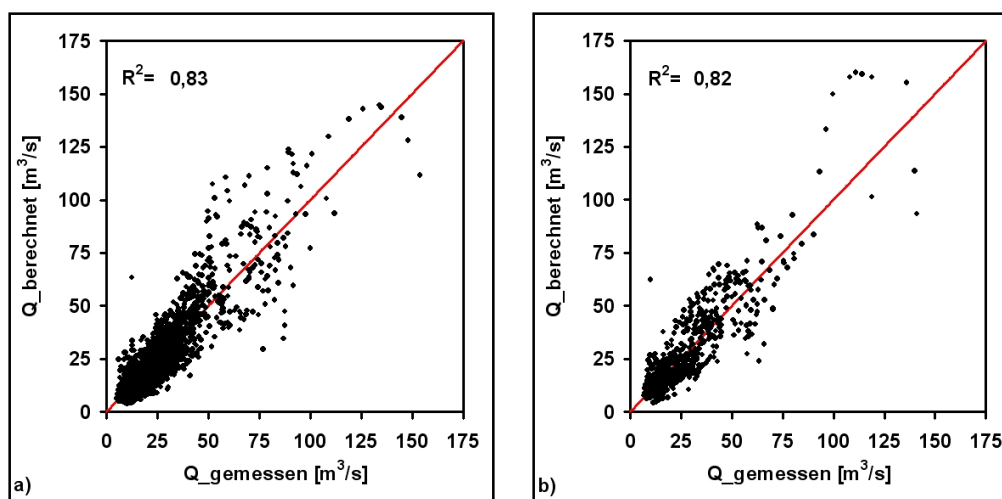 175
150
125
100
75
50
25
0
R²= 0,83
Q_berechnet [m³/s]
0 25 50 75 100 125 150 175
Q_gemessen [m³/s]
a)
175
150
125
100
75
50
25
0
R²= 0,82
Q_berechnet [m³/s]
0 25 50 75 100 125 150 175
Q_gemessen [m³/s]
b)